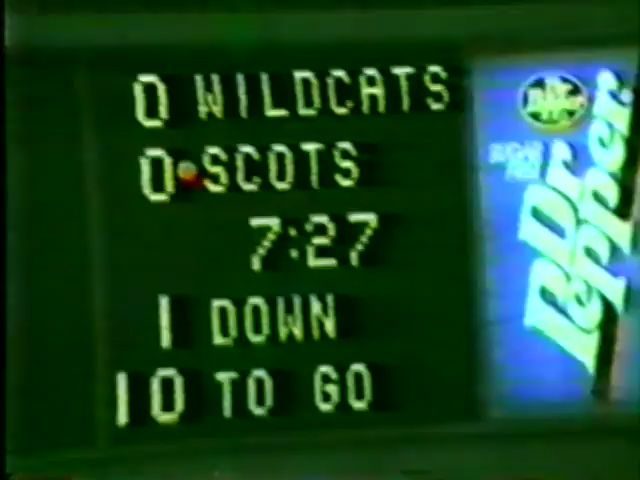 0 WILDCATS
0 SCOTS
7:27
1 DOWN
10 TO GO
Dr
Pepper